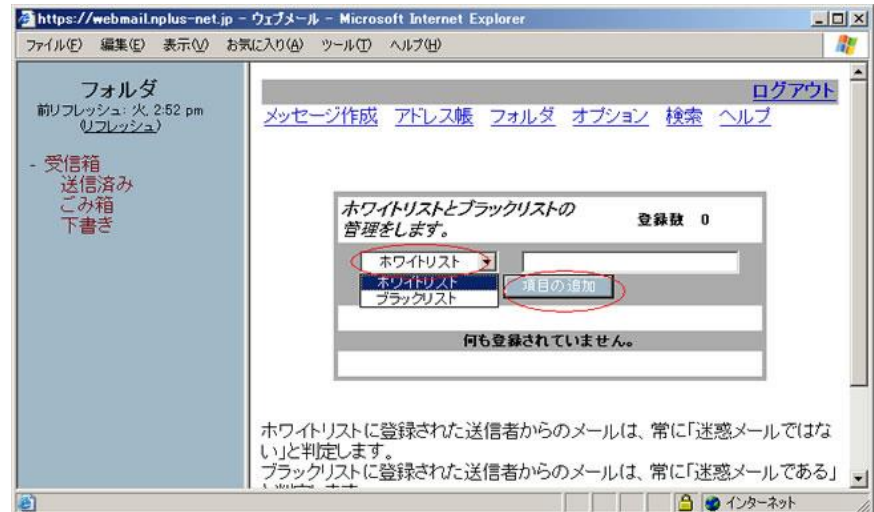 https://webmail.nplus-net.jp - ウェブメール - Microsoft Internet Explorer
ファイル(F) 編集(E) 表示(V) お気に入り(A) ツール(T) ヘルプ(H)
フォルダ
前リフレッシュ: 火, 2:52 pm
(リフレッシュ)
- 受信箱
送信済み
ごみ箱
下書き
ログアウト
メッセージ作成 アドレス帳 フォルダ オプション 検索 ヘルプ
ホワイトリストとブラックリストの
管理をします。
登録数 0
ホワイトリスト
ホワイトリスト
ブラックリスト
項目の追加
何も登録されていません。
ホワイトリストに登録された送信者からのメールは、常に「迷惑メールではな
い」と判定します。
ブラックリストに登録された送信者からのメールは、常に「迷惑メールである」
インターネット